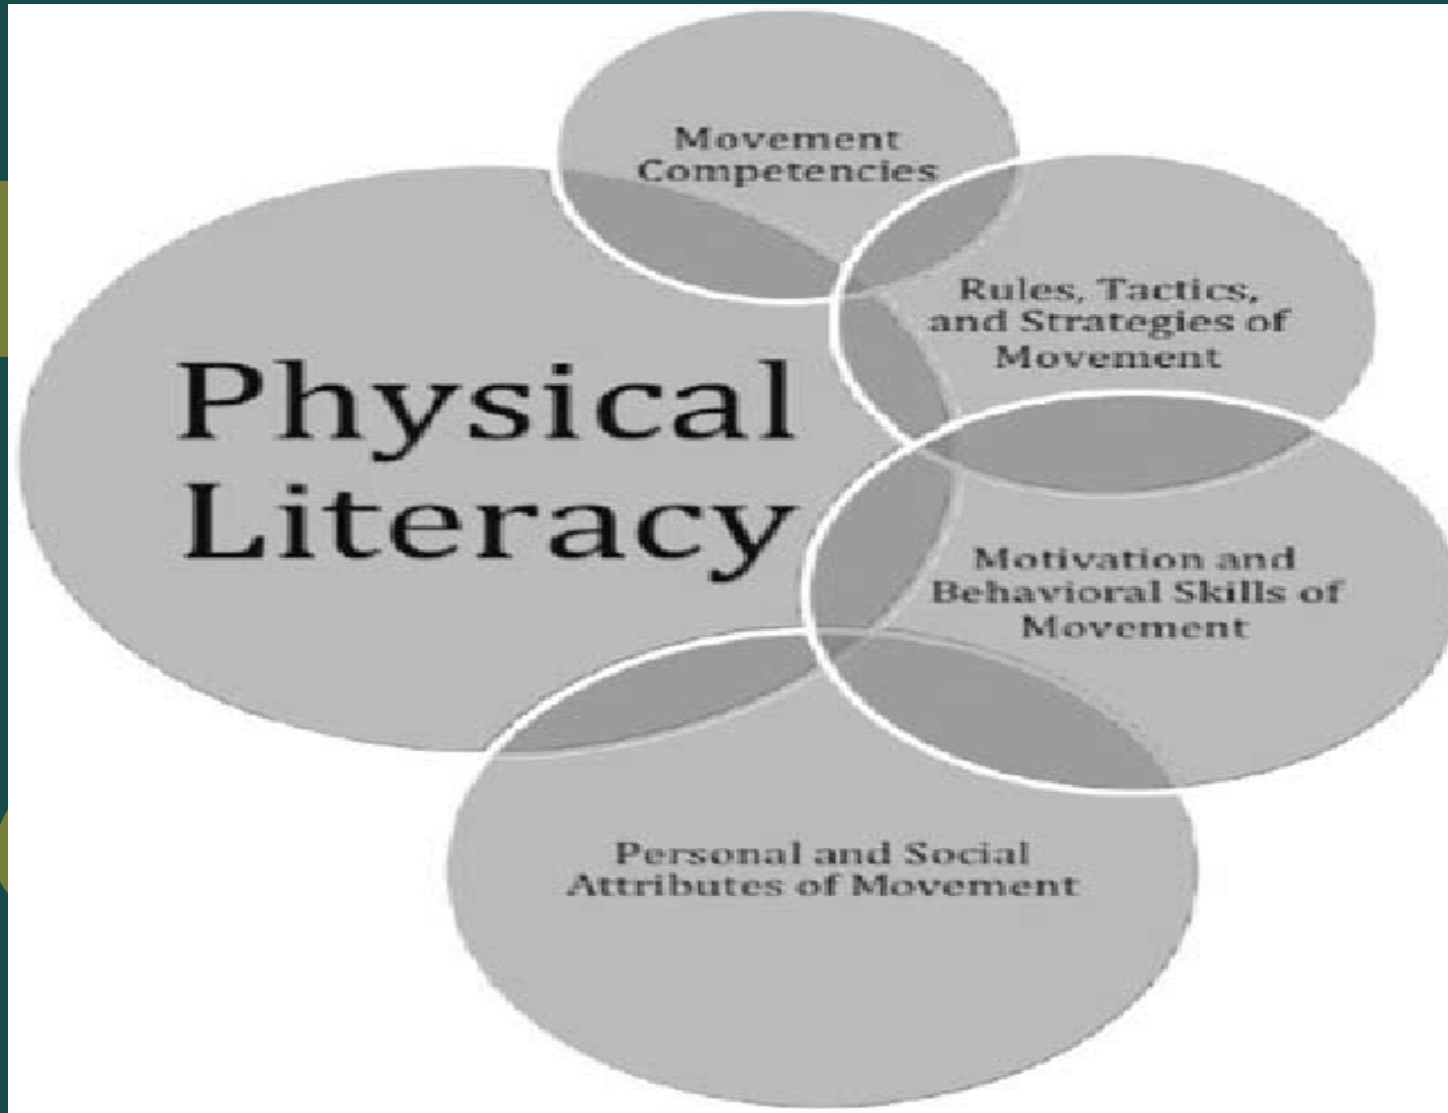 Movement
Competencies
Rules, Tactics,
and Strategies of
Movement
Physical
Literacy
Motivation and
Behavioral Skills of
Movement
Personal and Social
Attributes of Movement